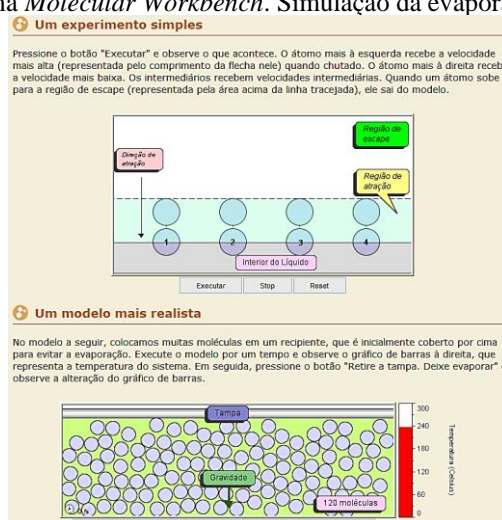 na Molecular Workbench. Simulação da evapora
Um experimento simples
Pressione o botão "Executar" e observe o que acontece. O átomo mais à esquerda recebe a velocidade
mais alta (representada pelo comprimento da flecha nele) quando chutado. O átomo mais à direita receb
a velocidade mais baixa. Os intermediários recebem velocidades intermediárias. Quando um átomo sobe
para a região de escape (representada pela área acima da linha tracejada), ele sai do modelo.
Região de
escape
Direção de
atração
Região de
atração
1 2 3 4
Interior do Líquido
Executar Stop Reset
Um modelo mais realista
No modelo a seguir, colocamos muitas moléculas em um recipiente, que é inicialmente coberto por cima
para evitar a evaporação. Execute o modelo por um tempo e observe o gráfico de barras à direita, que
representa a temperatura do sistema. Em seguida, pressione o botão "Retire a tampa. Deixe evaporar"
observe a alteração do gráfico de barras.
Tampa
Gravidade
120 moléculas
300
240
180
120
60
0
Temperatura (Celsius)